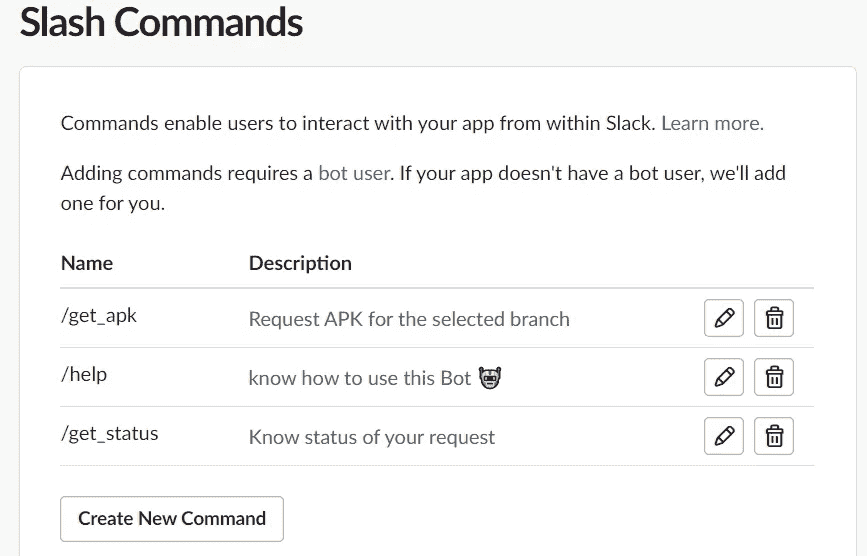 Slash Commands
Commands enable users to interact with your app from within Slack. Learn more.
Adding commands requires a bot user. If your app doesn't have a bot user, we'll add
one for you.
Name Description
/get_apk Request APK for the selected branch
/help know how to use this Bot 🤖
/get_status Know status of your request
Create New Command